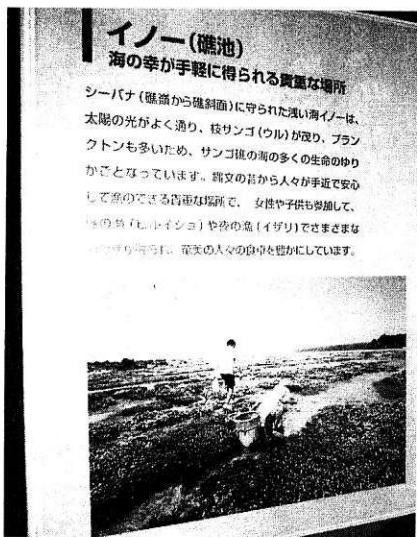 イノー(礁池)
海の幸が手軽に得られる貴重な場所
シーバナ(礁嶺から礁斜面)に守られた浅い海イノーは、
太陽の光がよく通り、枝サンゴ(ウル)が茂り、プラン
クトンも多いため、サンゴ礁の海の多くの生命のゆり
かごとなっています。縄文の昔から人々が手近で安心
して漁のできる貴重な場所で、女性や子供も参加して、
の漁(ヒルイショ)や夜の漁(イザリ)でさまざまな
が得られ、奄美の人々の食卓を豊かにしています。